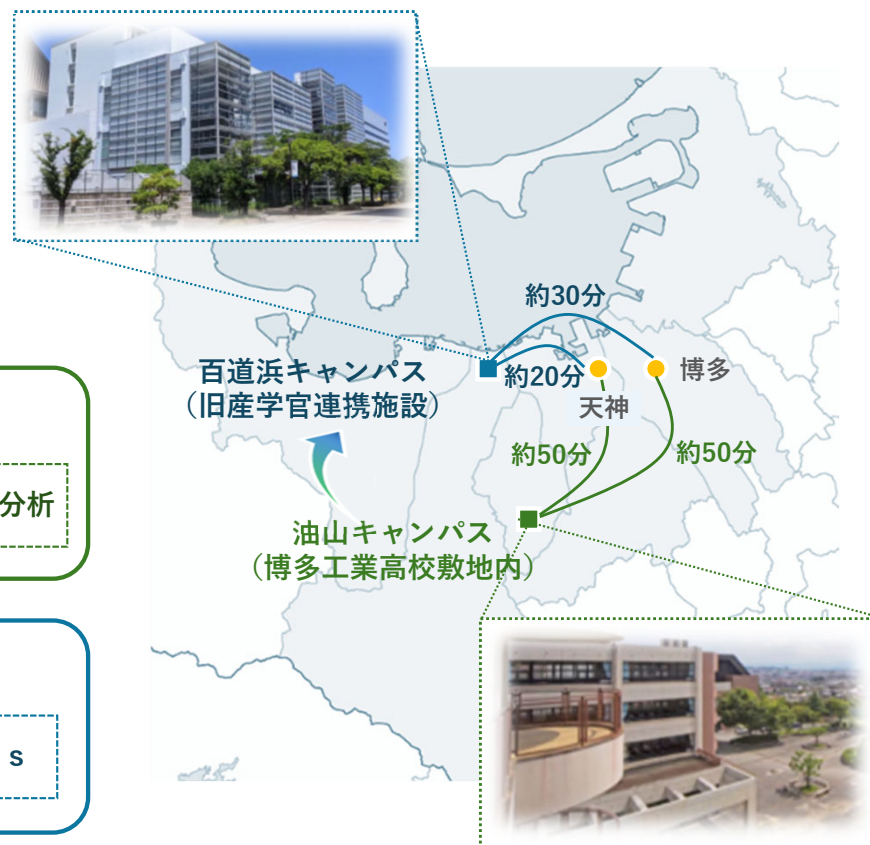 約30分
百道浜キャンパス
（旧産学官連携施設）
約20分
博多
天神
約50分
約50分
分析
油山キャンパス
（博多工業高校敷地内）
s